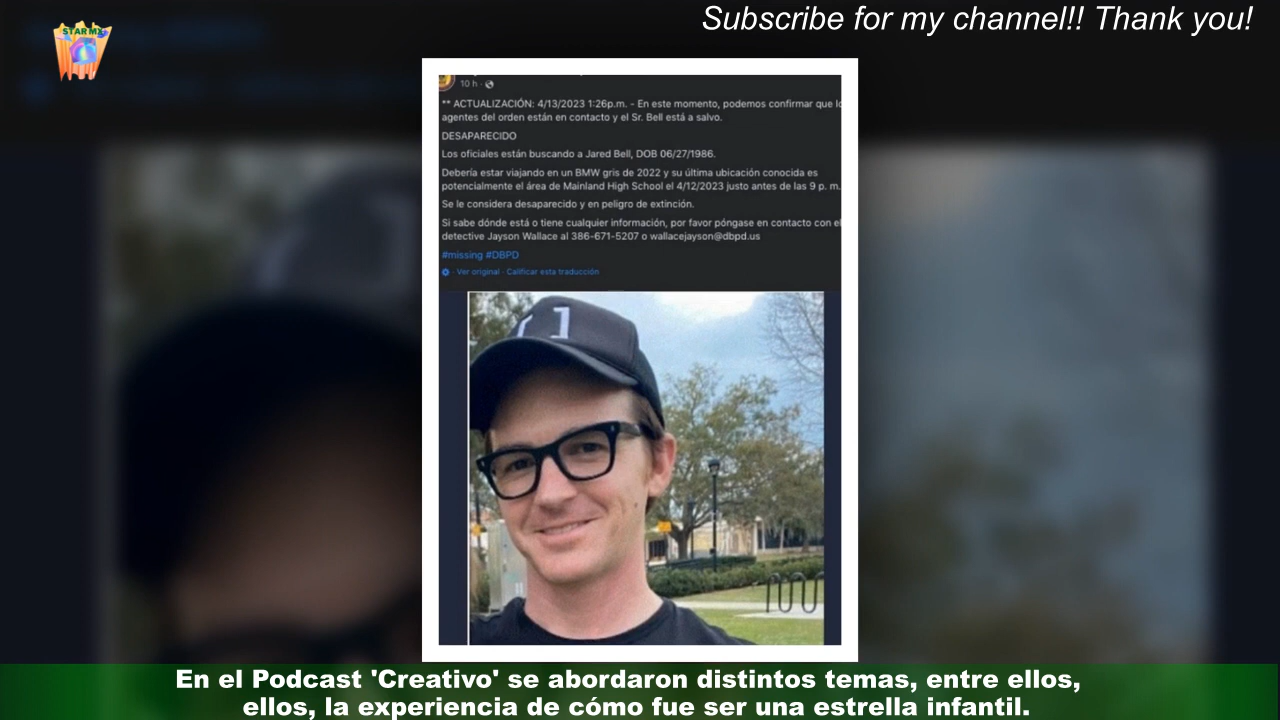 Subscribe for my channel!! Thank you!
STAR MX
10 h ·
** ACTUALIZACIÓN: 4/13/2023 1:26p.m. - En este momento, podemos confirmar que lo
agentes del orden están en contacto y el Sr. Bell está a salvo.
DESAPARECIDO
Los oficiales están buscando a Jared Bell, DOB 06/27/1986.
Debería estar viajando en un BMW gris de 2022 y su última ubicación conocida es
potencialmente el área de Mainland High School el 4/12/2023 justo antes de las 9 p. m.
Se le considera desaparecido y en peligro de extinción.
Si sabe dónde está o tiene cualquier información, por favor póngase en contacto con el
detective Jayson Wallace al 386-671-5207 o wallacejayson@dbpd.us
#missing #DBPD
· Ver original · Calificar esta traducción
En el Podcast 'Creativo' se abordaron distintos temas, entre ellos,
ellos, la experiencia de cómo fue ser una estrella infantil.